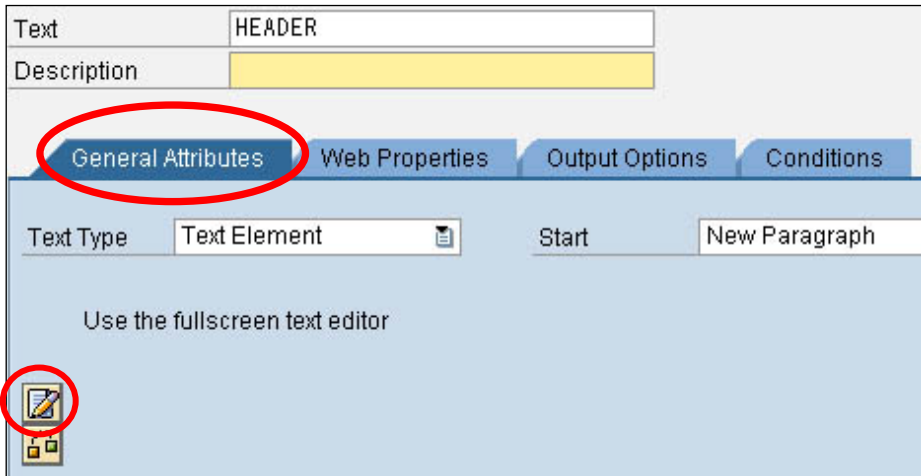 Text HEADER
Description
General Attributes Web Properties Output Options Conditions
Text Type Text Element Start New Paragraph
Use the fullscreen text editor